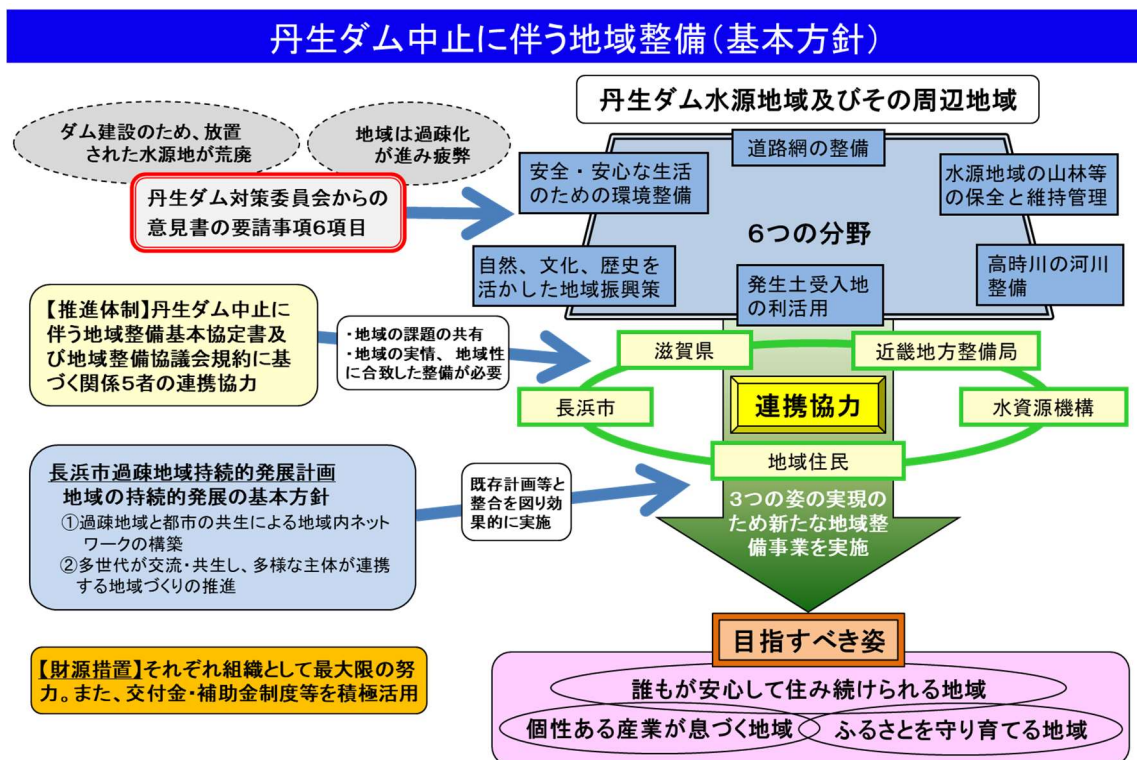 丹生ダム中止に伴う地域整備(基本方針)
丹生ダム水源地域及びその周辺地域
ダム建設のため、放置
された水源地が荒廃
地域は過疎化
が進み疲弊
丹生ダム対策委員会からの
意見書の要請事項6項目
道路網の整備
安全・安心な生活
のための環境整備
水源地域の山林等
の保全と維持管理
6つの分野
自然、文化、歴史を
活かした地域振興策
発生土受入地
の利活用
高時川の河川
整備
【推進体制】丹生ダム中止に
伴う地域整備基本協定書及
び地域整備協議会規約に基
づく関係5者の連携協力
・地域の課題の共有
・地域の実情、地域性
に合致した整備が必要
滋賀県
近畿地方整備局
長浜市
連携協力
水資源機構
地域住民
長浜市過疎地域持続的発展計画
地域の持続的発展の基本方針
①過疎地域と都市の共生による地域内ネット
ワークの構築
②多世代が交流・共生し、多様な主体が連携
する地域づくりの推進
既存計画等と
整合を図り効
果的に実施
3つの姿の実現の
ため新たな地域整
備事業を実施
【財源措置】それぞれ組織として最大限の努
力。また、交付金・補助金制度等を積極活用
目指すべき姿
誰もが安心して住み続けられる地域
個性ある産業が息づく地域
ふるさとを守り育てる地域